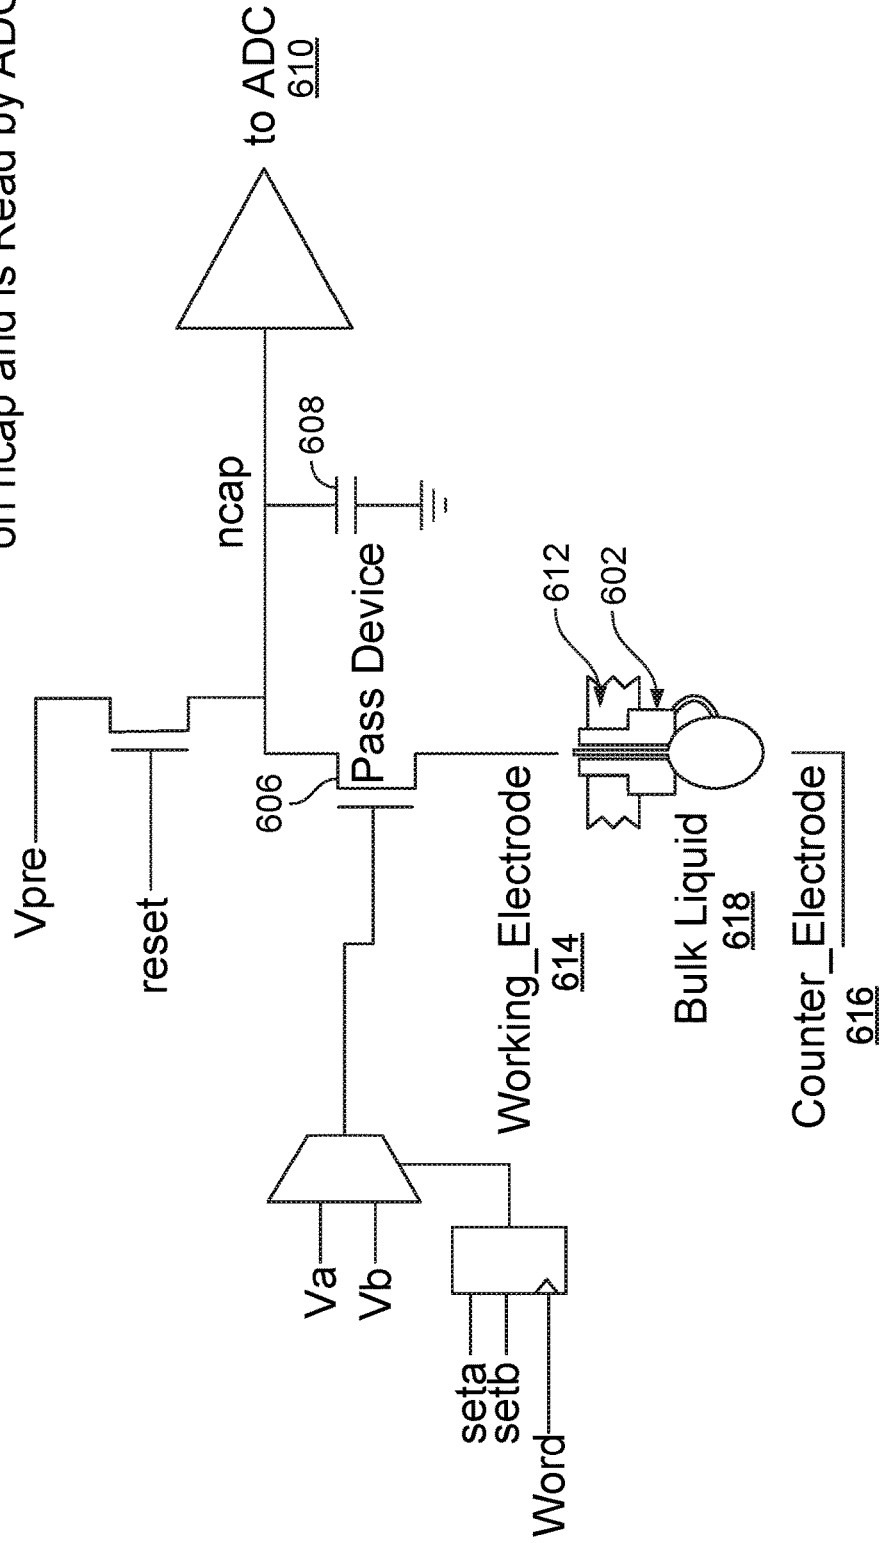 on ncap and is Read by ADC
Vpre
reset
ncap
to ADC
610
608
606
Pass Device
Va
Vb
seta
setb
Word
Working_Electrode
614
612
602
Bulk Liquid
618
Counter_Electrode
616